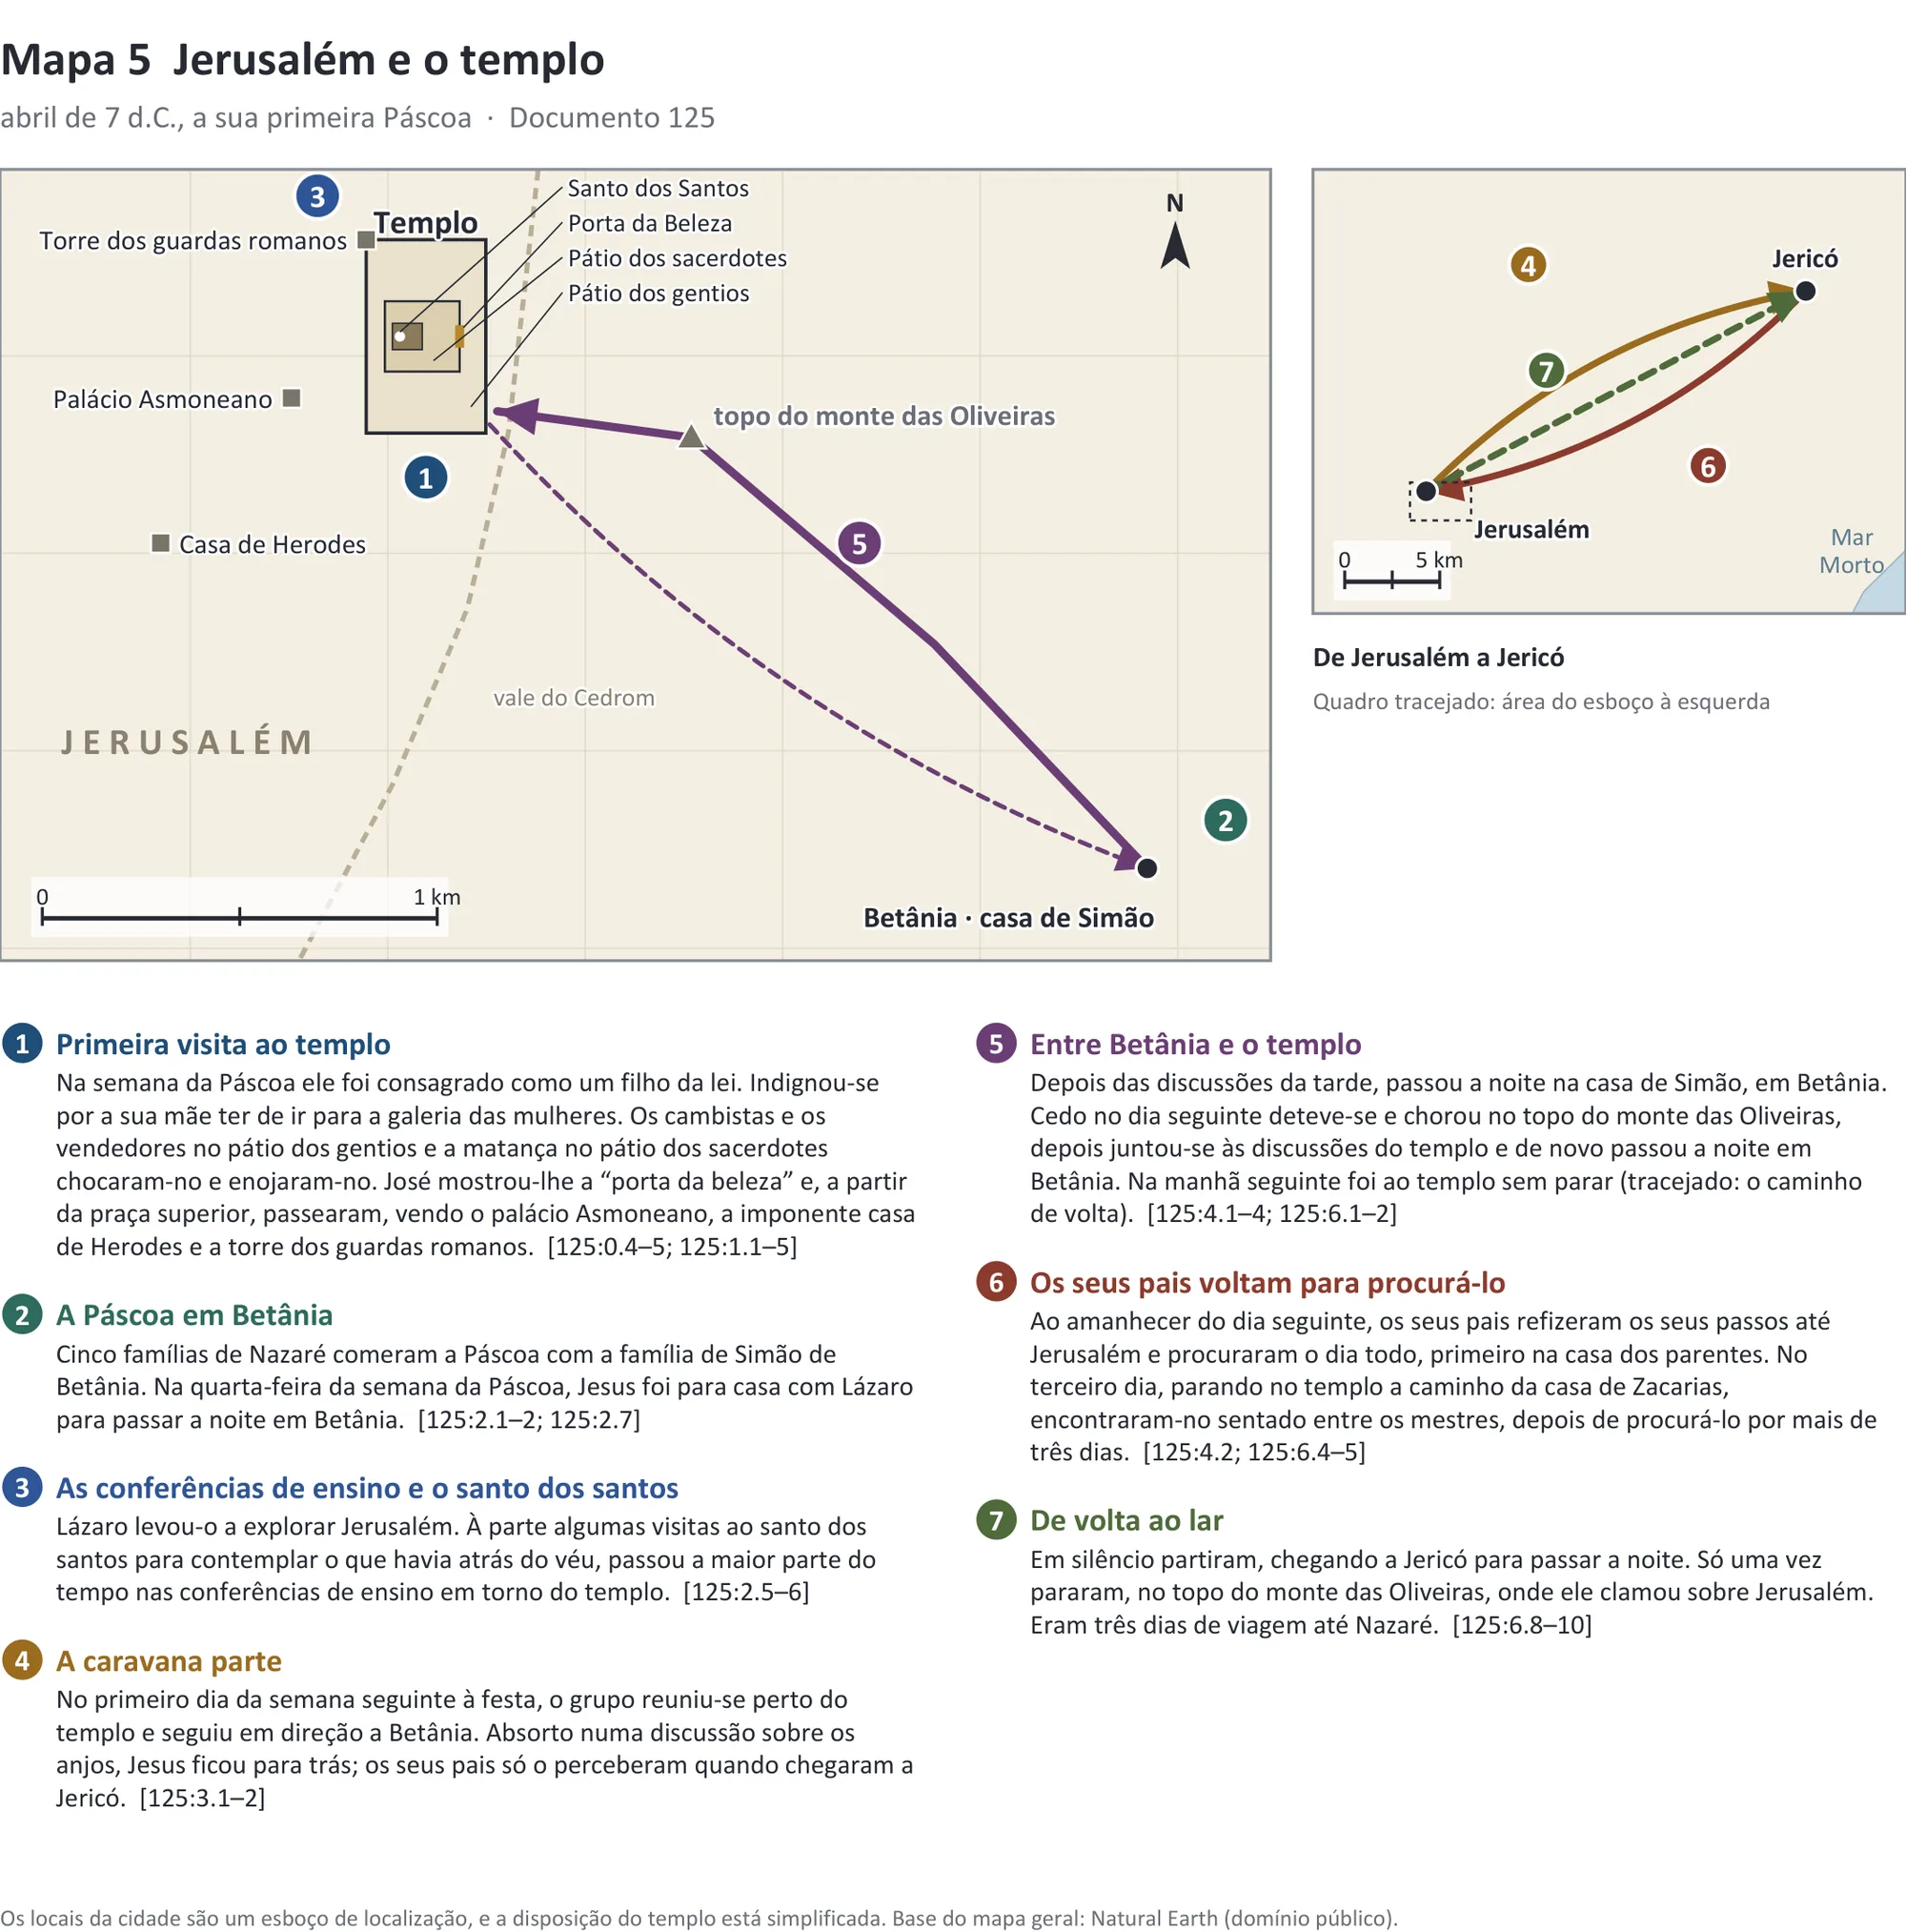 Mapa 5 Jerusalém e o templo
abril de 7 d.C., a sua primeira Páscoa · Documento 125
3
Templo
Torre dos guardas romanos
Santo dos Santos
Porta da Beleza
Pátio dos sacerdotes
Pátio dos gentios
N
Palácio Asmoneano
topo do monte das Oliveiras
1
Casa de Herodes
5
vale do Cedrom
JERUSALÉM
2
0 1 km
Betânia · casa de Simão
4
Jericó
7
6
Jerusalém
Mar
Morto
0 5 km
De Jerusalém a Jericó
Quadro tracejado: área do esboço à esquerda
1 Primeira visita ao templo
Na semana da Páscoa ele foi consagrado como um filho da lei. Indignou-se
por a sua mãe ter de ir para a galeria das mulheres. Os cambistas e os
vendedores no pátio dos gentios e a matança no pátio dos sacerdotes
chocaram-no e enojaram-no. José mostrou-lhe a “porta da beleza” e, a partir
da praça superior, passearam, vendo o palácio Asmoneano, a imponente casa
de Herodes e a torre dos guardas romanos. [125:0.4–5; 125:1.1–5]
2 A Páscoa em Betânia
Cinco famílias de Nazaré comeram a Páscoa com a família de Simão de
Betânia. Na quarta-feira da semana da Páscoa, Jesus foi para casa com Lázaro
para passar a noite em Betânia. [125:2.1–2; 125:2.7]
3 As conferências de ensino e o santo dos santos
Lázaro levou-o a explorar Jerusalém. À parte algumas visitas ao santo dos
santos para contemplar o que havia atrás do véu, passou a maior parte do
tempo nas conferências de ensino em torno do templo. [125:2.5–6]
4 A caravana parte
No primeiro dia da semana seguinte à festa, o grupo reuniu-se perto do
templo e seguiu em direção a Betânia. Absorto numa discussão sobre os
anjos, Jesus ficou para trás; os seus pais só o perceberam quando chegaram a
Jericó. [125:3.1–2]
5 Entre Betânia e o templo
Depois das discussões da tarde, passou a noite na casa de Simão, em Betânia.
Cedo no dia seguinte deteve-se e chorou no topo do monte das Oliveiras,
depois juntou-se às discussões do templo e de novo passou a noite em
Betânia. Na manhã seguinte foi ao templo sem parar (tracejado: o caminho
de volta). [125:4.1–4; 125:6.1–2]
6 Os seus pais voltam para procurá-lo
Ao amanhecer do dia seguinte, os seus pais refizeram os seus passos até
Jerusalém e procuraram o dia todo, primeiro na casa dos parentes. No
terceiro dia, parando no templo a caminho da casa de Zacarias,
encontraram-no sentado entre os mestres, depois de procurá-lo por mais de
três dias. [125:4.2; 125:6.4–5]
7 De volta ao lar
Em silêncio partiram, chegando a Jericó para passar a noite. Só uma vez
pararam, no topo do monte das Oliveiras, onde ele clamou sobre Jerusalém.
Eram três dias de viagem até Nazaré. [125:6.8–10]
Os locais da cidade são um esboço de localização, e a disposição do templo está simplificada. Base do mapa geral: Natural Earth (domínio público).